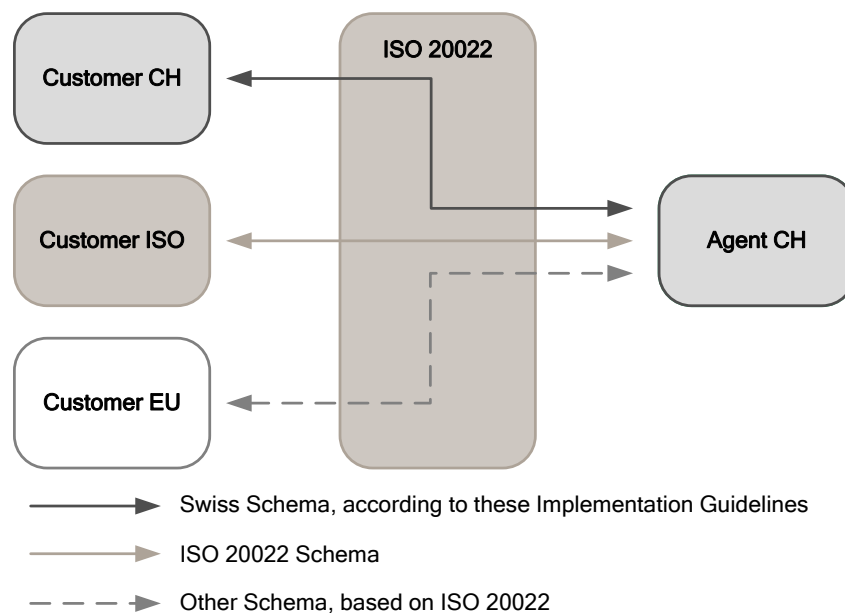 ISO 20022
Customer CH
Customer ISO
Agent CH
Customer EU
Swiss Schema, according to these Implementation Guidelines
ISO 20022 Schema
Other Schema, based on ISO 20022